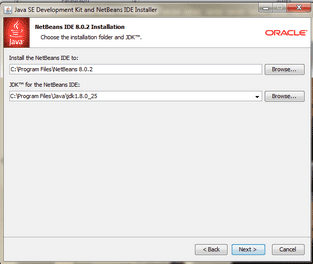 Java SE Development Kit and NetBeans IDE Installer
NetBeans IDE 8.0.2 Installation
Choose the installation folder and JDK™.
Java
ORACLE
Install the NetBeans IDE to:
C:\Program Files\NetBeans 8.0.2
Browse...
JDK™ for the NetBeans IDE:
C:\Program Files\Java\jdk1.8.0_25
Browse...
< Back
Next >
Cancel